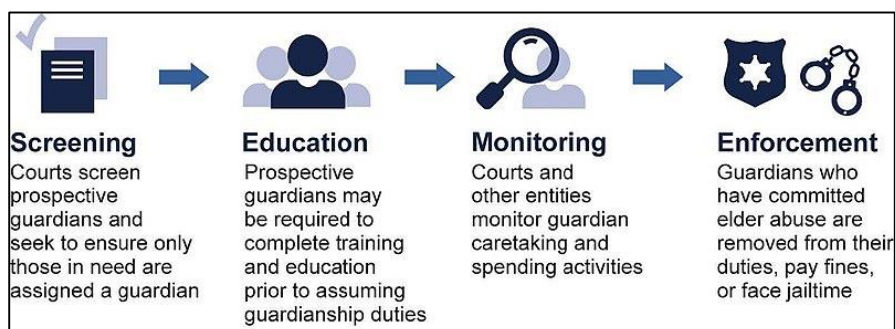 Screening
Courts screen
prospective
guardians and
seek to ensure only
those in need are
assigned a guardian
Education
Prospective
guardians may
be required to
complete training
and education
prior to assuming
guardianship duties
Monitoring
Courts and
other entities
monitor guardian
caretaking and
spending activities
Enforcement
Guardians who
have committed
elder abuse are
removed from their
duties, pay fines,
or face jailtime